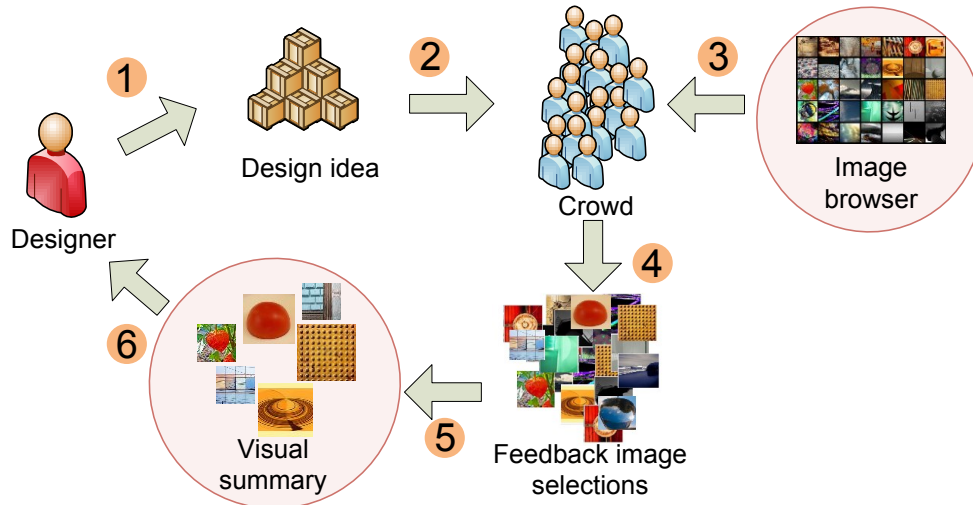 1
2
3
Design idea
Crowd
Image
browser
Designer
4
6
5
Visual
summary
Feedback image
selections